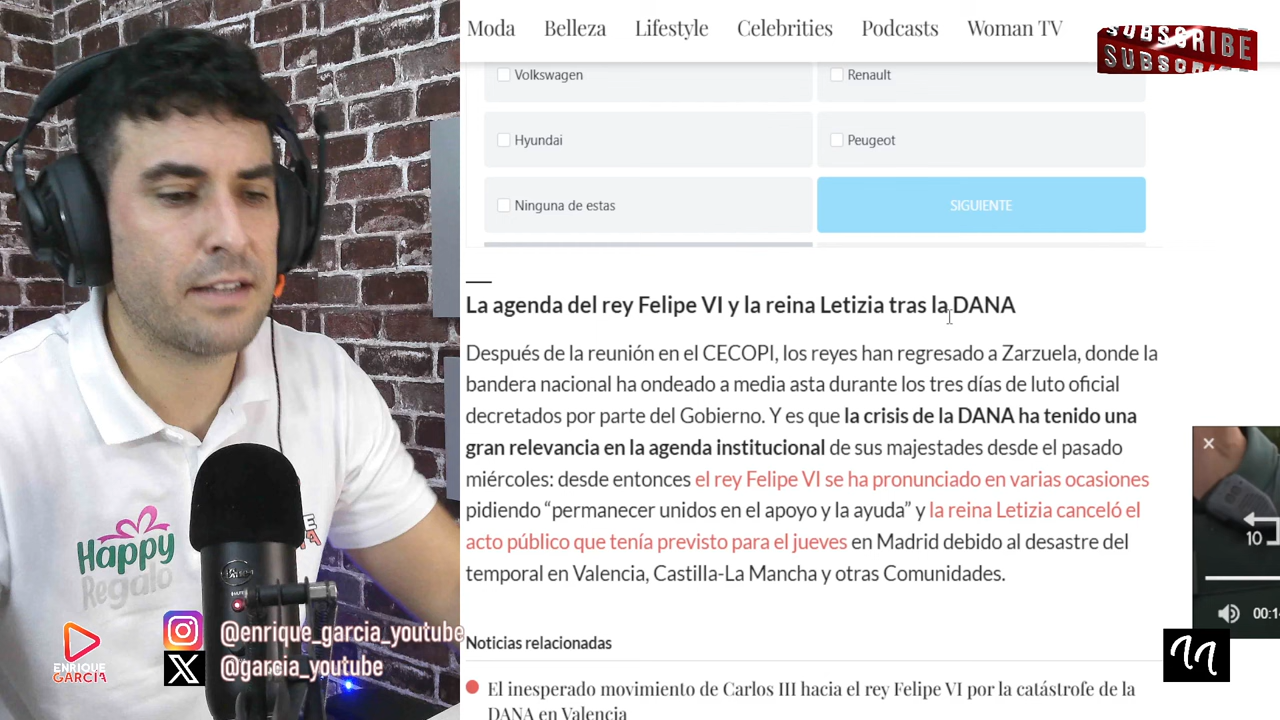 Moda Belleza Lifestyle Celebrities Podcasts Woman TV
SUBSCRIBE
SUBSCRIBE
Volkswagen
Renault
Hyundai
Peugeot
Ninguna de estas
SIGUIENTE
La agenda del rey Felipe VI y la reina Letizia tras la DANA
Después de la reunión en el CECOPI, los reyes han regresado a Zarzuela, donde la
bandera nacional ha ondeado a media asta durante los tres días de luto oficial
decretados por parte del Gobierno. Y es que la crisis de la DANA ha tenido una
gran relevancia en la agenda institucional de sus majestades desde el pasado
miércoles: desde entonces el rey Felipe VI se ha pronunciado en varias ocasiones
pidiendo “permanecer unidos en el apoyo y la ayuda” y la reina Letizia canceló el
acto público que tenía previsto para el jueves en Madrid debido al desastre del
temporal en Valencia, Castilla-La Mancha y otras Comunidades.
Noticias relacionadas
El inesperado movimiento de Carlos III hacia el rey Felipe VI por la catástrofe de la
DANA en Valencia
10
Happy
Regalo
@enrique_garcia_youtube
@garcia_youtube
ENRIQUE
GARCIA